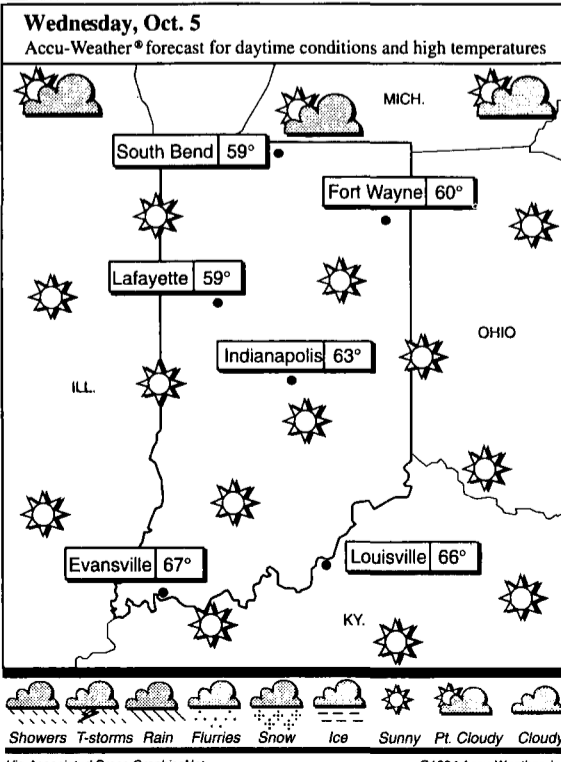 Wednesday, Oct. 5
Accu-Weather® forecast for daytime conditions and high temperatures
MICH.
South Bend 59°
Fort Wayne 60°
Lafayette 59°
OHIO
Indianapolis 63°
ILL.
Evansville 67°
Louisville 66°
KY.
Showers T-storms Rain Flurries Snow Ice Sunny Pt. Cloudy Cloudy